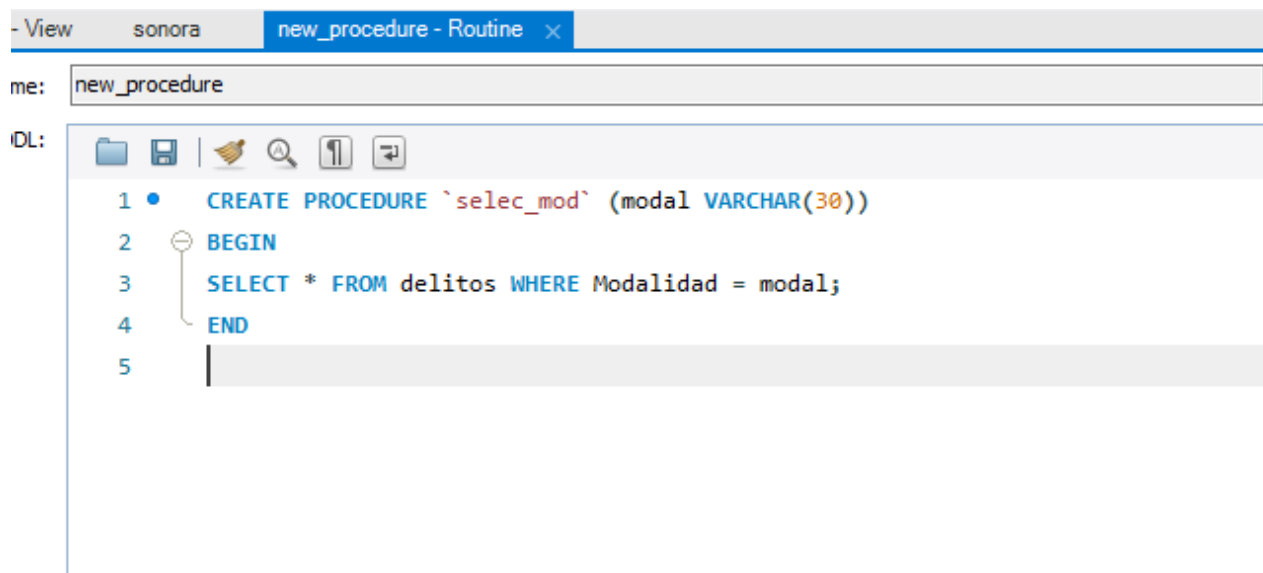 - View sonora new_procedure - Routine ×
me: new_procedure
DDL:
1 CREATE PROCEDURE `selec_mod` (modal VARCHAR(30))
2 BEGIN
3 SELECT * FROM delitos WHERE Modalidad = modal;
4 END
5